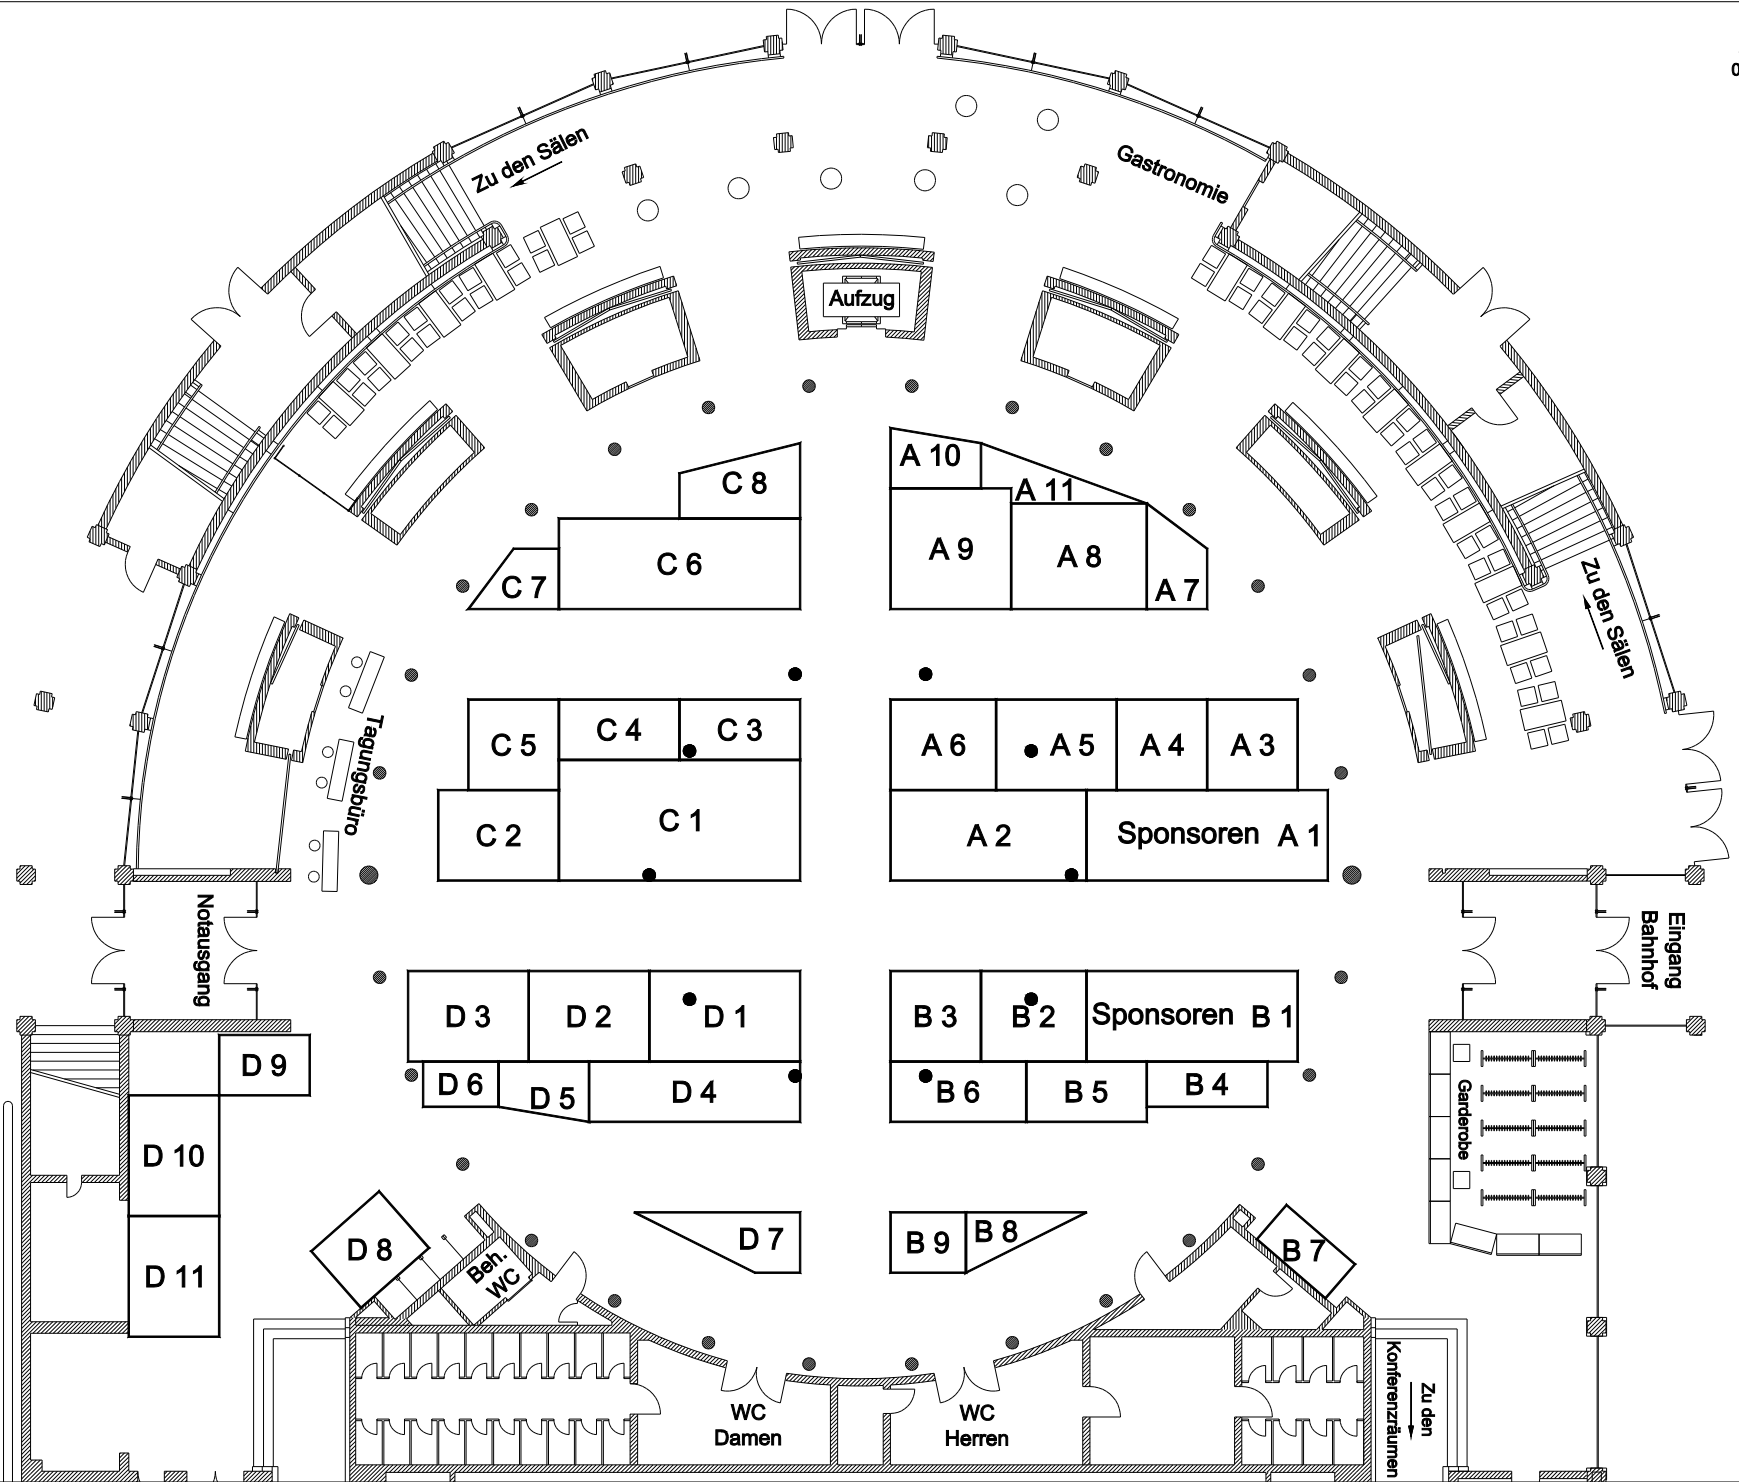 Zu den Sälen
Gastronomie
Aufzug
C 8
A 10
A 11
C 7
C 6
A 9
A 8
A 7
Zu den Sälen
C 5
C 4
C 3
A 6
A 5
A 4
A 3
Tagungsbüro
C 2
C 1
A 2
Sponsoren A 1
Notausgang
Eingang
Bahnhof
D 3
D 2
D 1
B 3
B 2
Sponsoren B 1
D 9
D 6
D 5
D 4
B 6
B 5
B 4
Garderobe
D 10
D 11
D 8
Beh.
WC
D 7
B 9
B 8
B 7
WC
Damen
WC
Herren
Zu den
Konferenzräumen